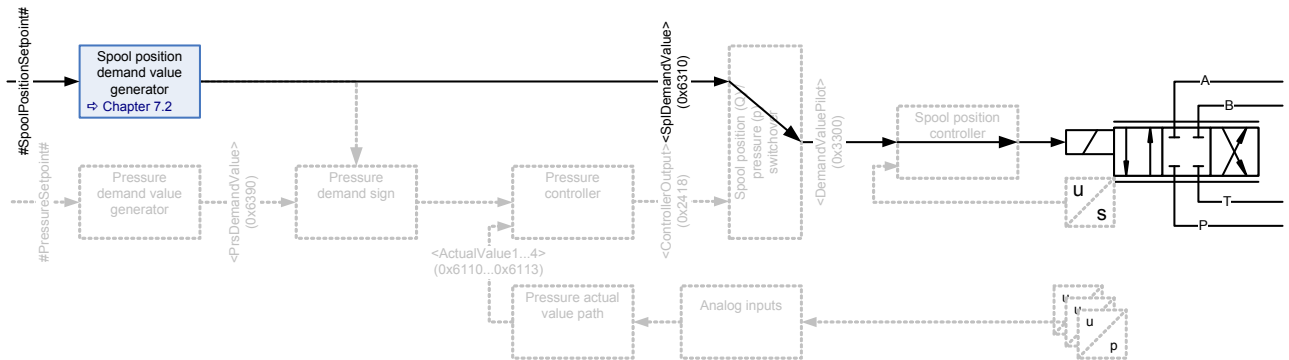 #SpoolPositionSetpoint#
Spool position
demand value
generator
⇨ Chapter 7.2
<SplDemandValue>
(0x6310)
Spool position (Q)/
pressure (p)
switchover
<DemandValuePilot>
(0x3300)
Spool position
controller
A
B
T
P
u
s
#PressureSetpoint#
Pressure
demand value
generator
<PrsDemandValue>
(0x6390)
Pressure
demand sign
Pressure
controller
<ControllerOutput>
(0x2418)
<ActualValue1...4>
(0x6110...0x6113)
Pressure actual
value path
Analog inputs
u
u
u
p